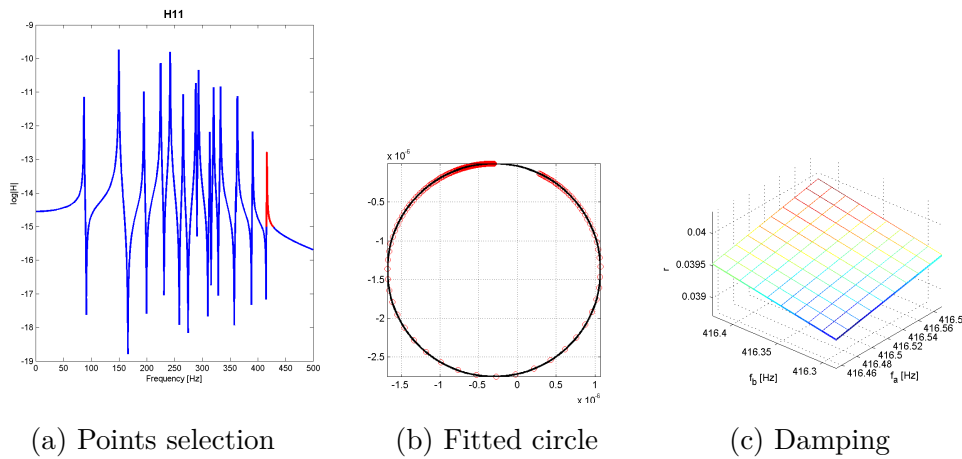 H11
-9
-10
-11
-12
-13
-14
-15
-16
-17
-18
-19
log|H|
0 50 100 150 200 250 300 350 400 450 500
Frequency [Hz]
x 10^-6
-0.5
-1
-1.5
-2
-2.5
-1.5 -1 -0.5 0 0.5 1
x 10^-6
0.04
0.0395
0.039
r
416.4
416.35
416.3
f_b [Hz]
416.46
416.48
416.5
416.52
416.54
416.56
416.5
f_a [Hz]
(a) Points selection
(b) Fitted circle
(c) Damping